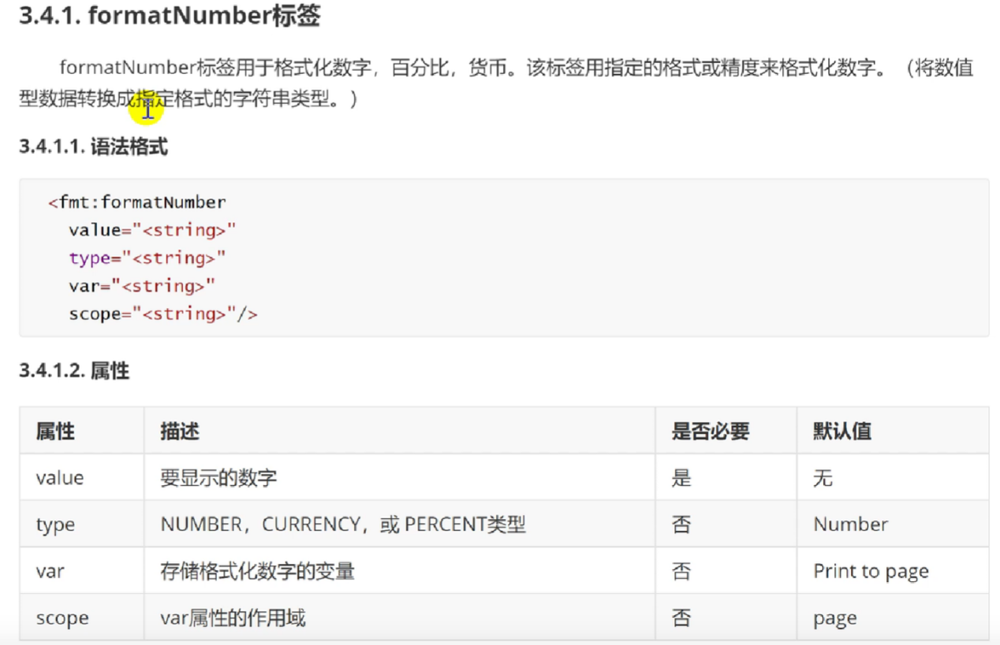 3.4.1. formatNumber标签
formatNumber标签用于格式化数字，百分比，货币。该标签用指定的格式或精度来格式化数字。（将数值
型数据转换成指定格式的字符串类型。）
3.4.1.1. 语法格式
<fmt:formatNumber
value="<string>"
type="<string>"
var="<string>"
scope="<string>"/>
3.4.1.2. 属性
属性 描述 是否必要 默认值
value 要显示的数字 是 无
type NUMBER，CURRENCY，或 PERCENT类型 否 Number
var 存储格式化数字的变量 否 Print to page
scope var属性的作用域 否 page